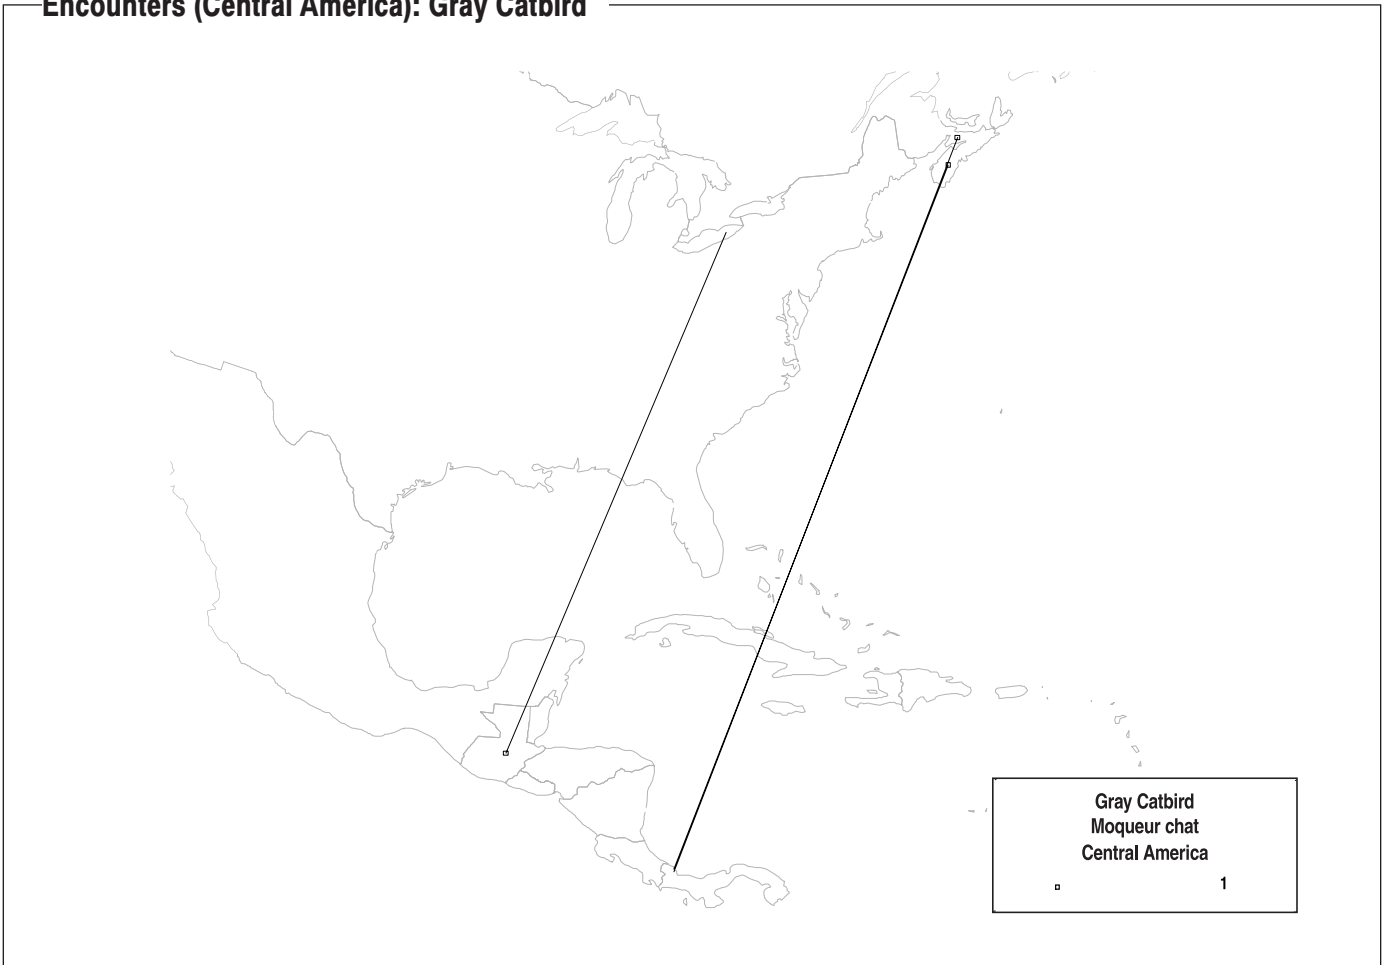 Encounters (Central America): Gray Catbird
Gray Catbird
Moqueur chat
Central America
1